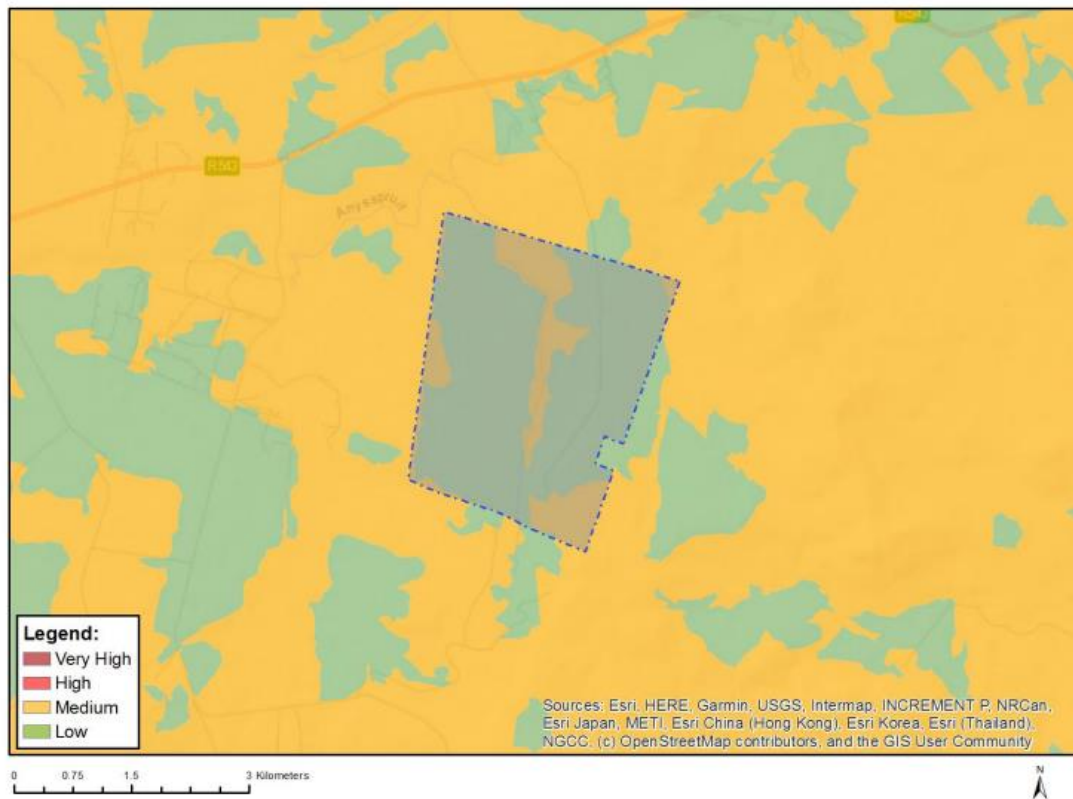 R543
R543
Anysspruit
Legend:
Very High
High
Medium
Low
Sources: Esri, HERE, Garmin, USGS, Intermap, INCREMENT P, NRCan,
Esri Japan, METI, Esri China (Hong Kong), Esri Korea, Esri (Thailand),
NGCC, (c) OpenStreetMap contributors, and the GIS User Community
0 0.75 1.5 3 Kilometers
N